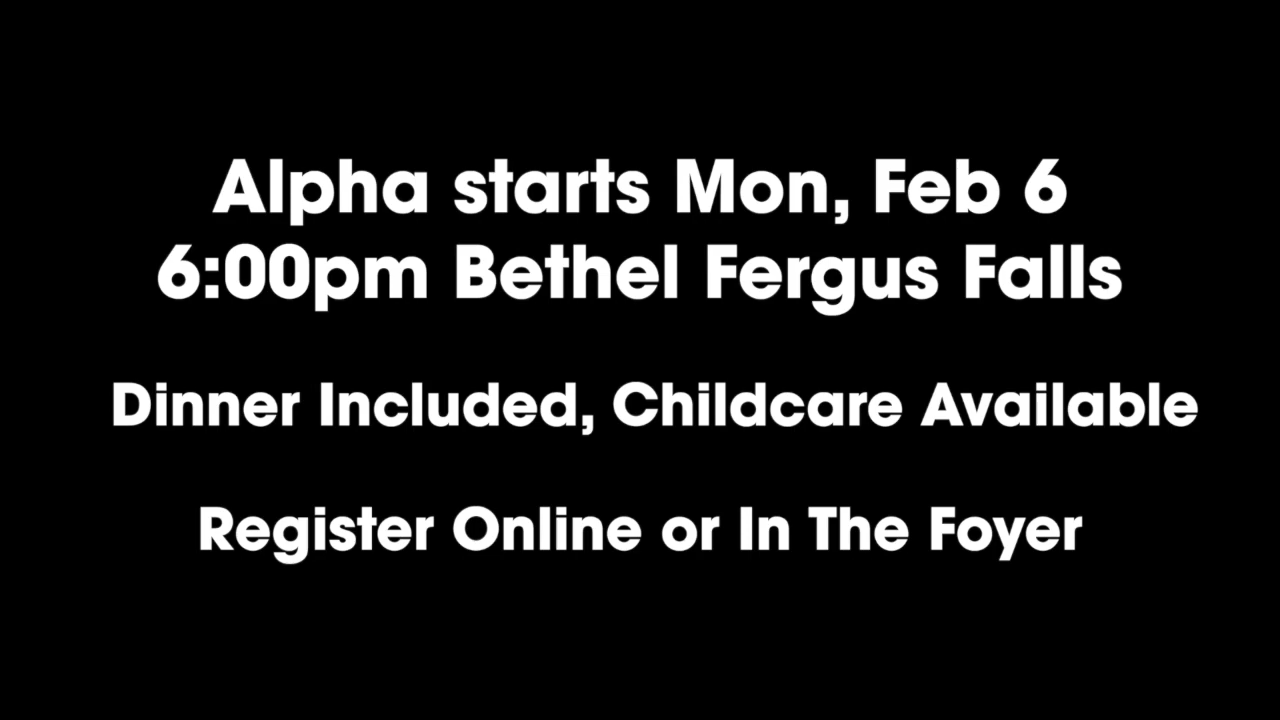 Alpha starts Mon, Feb 6
6:00pm Bethel Fergus Falls
Dinner Included, Childcare Available
Register Online or In The Foyer